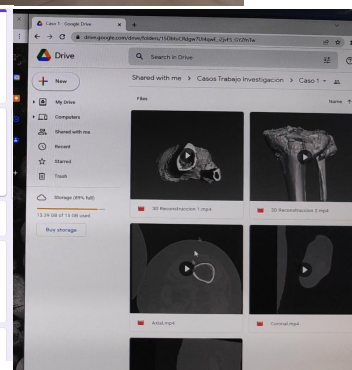 Caso 1 - Google Drive
Drive
Search in Drive
New
Shared with me > Casos Trabajo Investigacion > Caso 1
My Drive
Files
Name
Computers
Shared with me
Recent
Starred
Trash
Storage (89% full)
13.34 GB of 15 GB used
Buy storage
3D Reconstruccion 1.mp4
3D Reconstruccion 2.mp4
Axial.mp4
Coronal.mp4